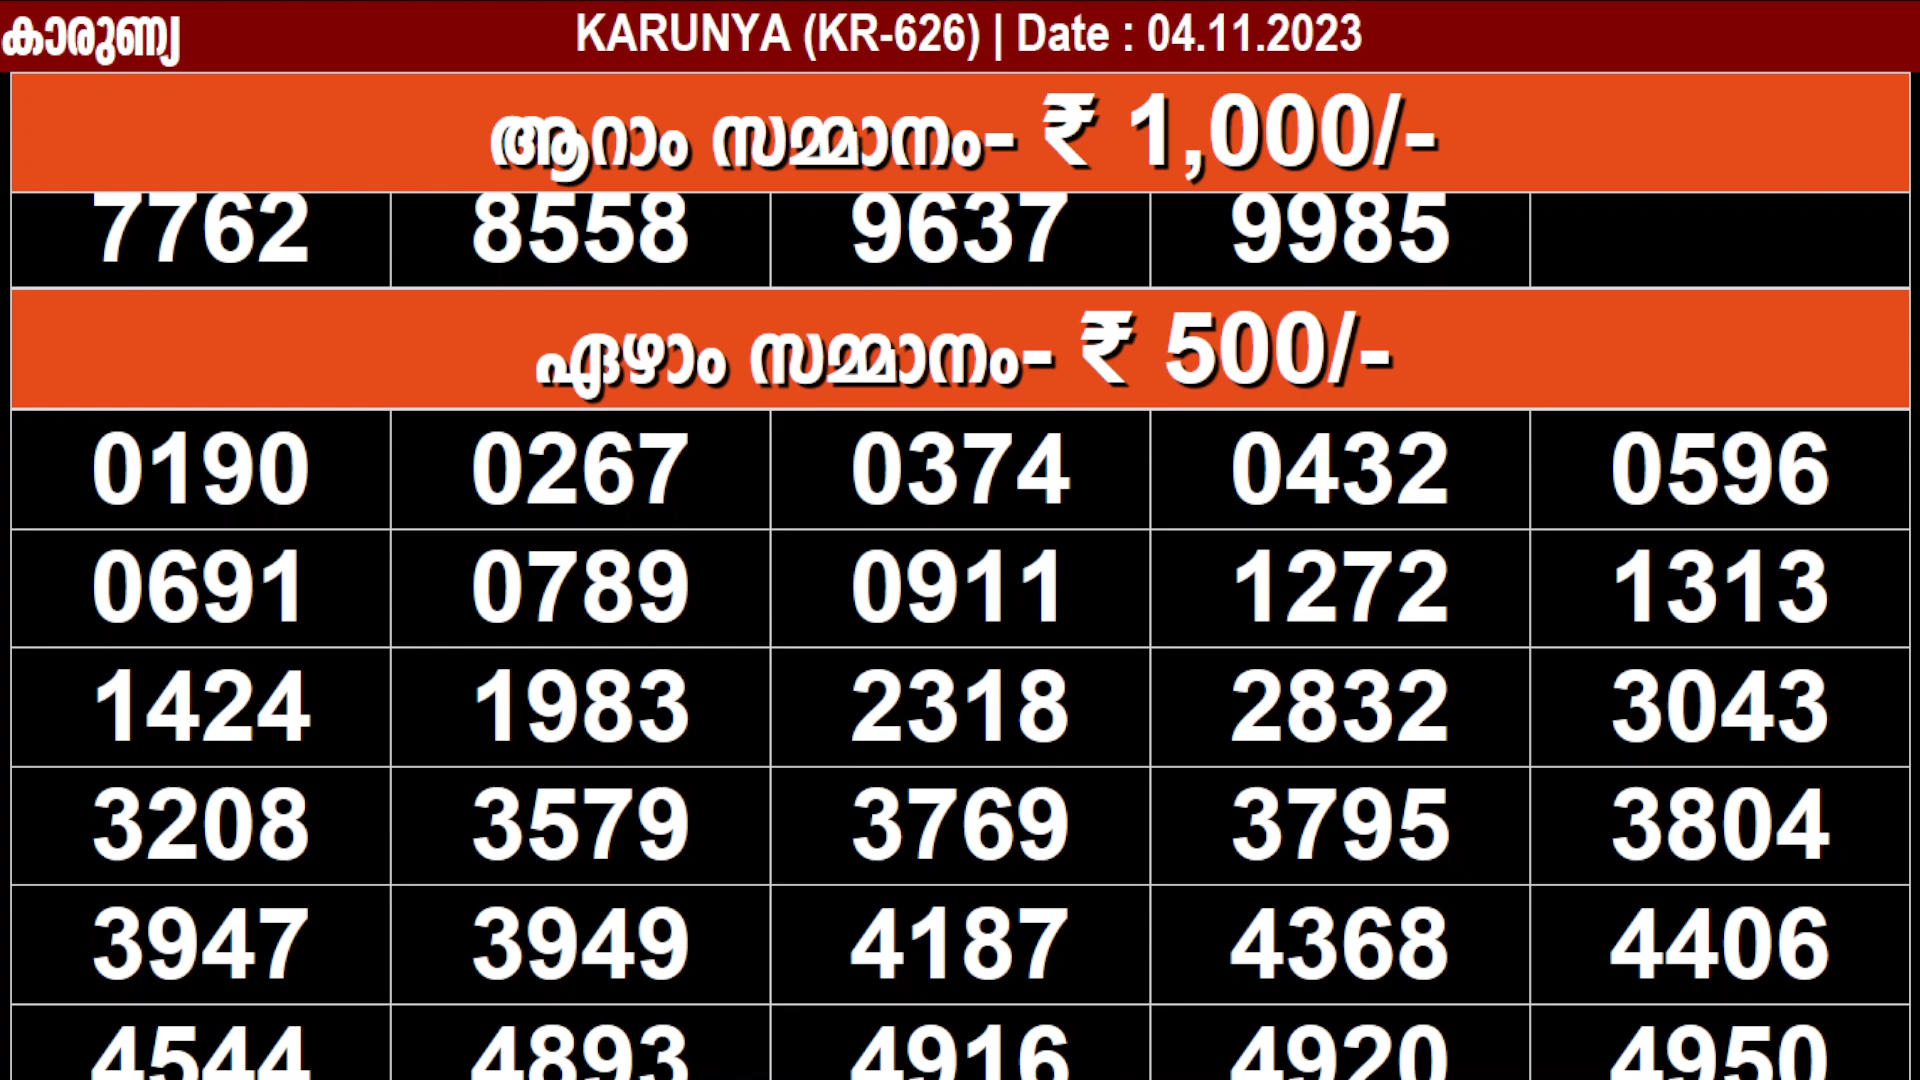 കാരുണ്യ KARUNYA (KR-626) | Date : 04.11.2023
ആറാം സമ്മാനം- ₹ 1,000/-
7762 8558 9637 9985
ഏഴാം സമ്മാനം- ₹ 500/-
0190 0267 0374 0432 0596
0691 0789 0911 1272 1313
1424 1983 2318 2832 3043
3208 3579 3769 3795 3804
3947 3949 4187 4368 4406
4544 4893 4916 4920 4950